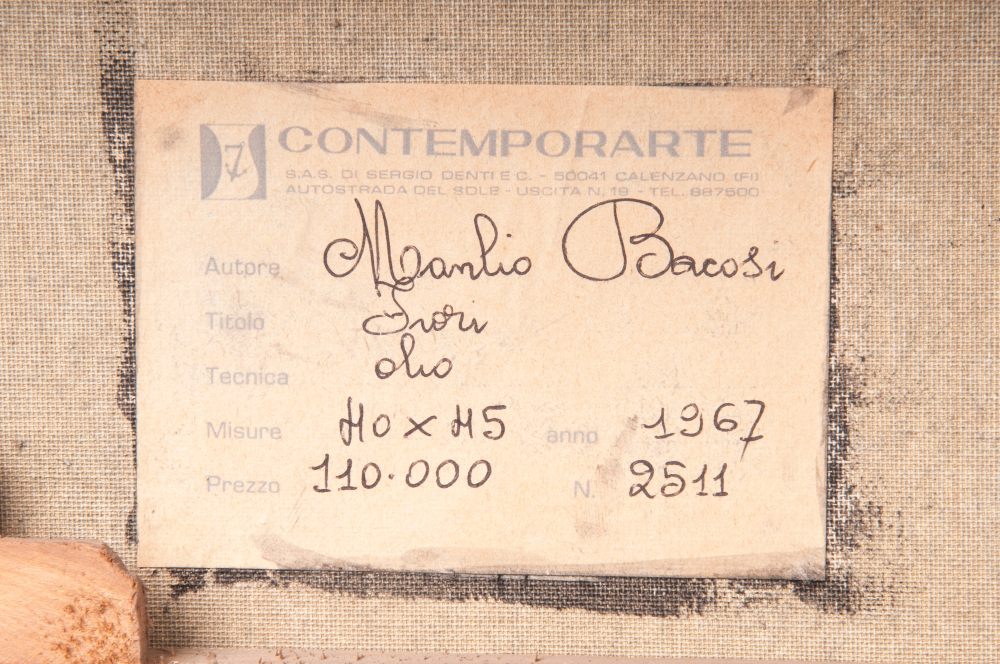 CONTEMPORARTE
S.A.S. DI SERGIO DENTI E C. - 50041 CALENZANO (FI)
AUTOSTRADA DEL SOLE - USCITA N. 19 - TEL. 887600
Autore Manlio Bacosi
Titolo Fiori
Tecnica olio
Misure 40 x 45 anno 1967
Prezzo 110.000 N. 2511